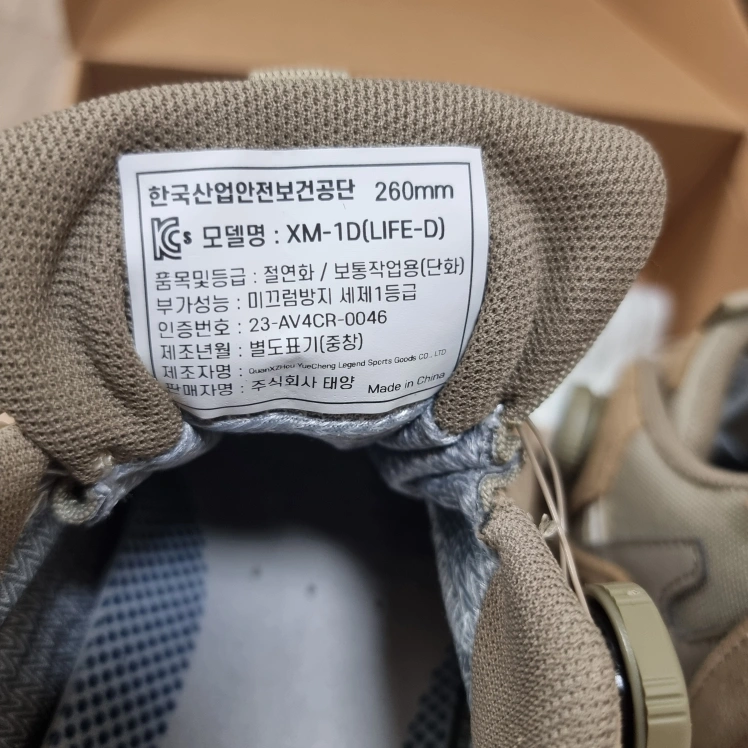 한국산업안전보건공단 260mm
KCs 모델명 : XM-1D(LIFE-D)
품목및등급 : 절연화 / 보통작업용(단화)
부가성능 : 미끄럼방지 세제1등급
인증번호 : 23-AV4CR-0046
제조년월 : 별도표기(중창)
제조자명 : QuanXZHou YueCheng Legend Sports Goods CO., LTD
판매자명 : 주식회사 태양 Made in China